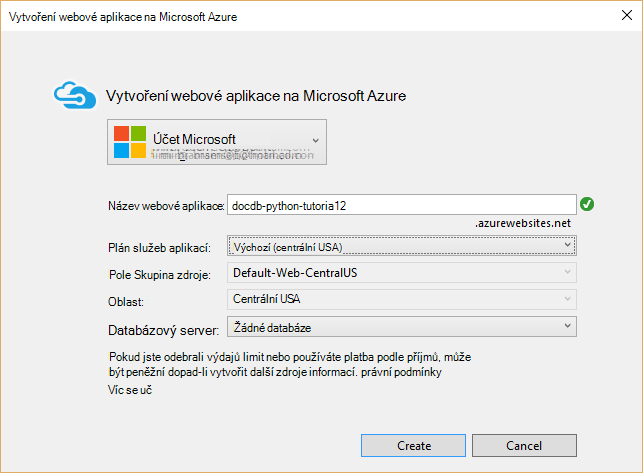 Vytvoření webové aplikace na Microsoft Azure
Vytvoření webové aplikace na Microsoft Azure
Účet Microsoft
Název webové aplikace: docdb-python-tutoria12
.azurewebsites.net
Plán služeb aplikací: Výchozí (centrální USA)
Pole Skupina zdroje: Default-Web-CentralUS
Oblast: Centrální USA
Databázový server: Žádné databáze
Pokud jste odebrali výdajů limit nebo používáte platba podle příjmů, může
být peněžní dopad-li vytvořit další zdroje informací. právní podmínky
Víc se uč
Create Cancel